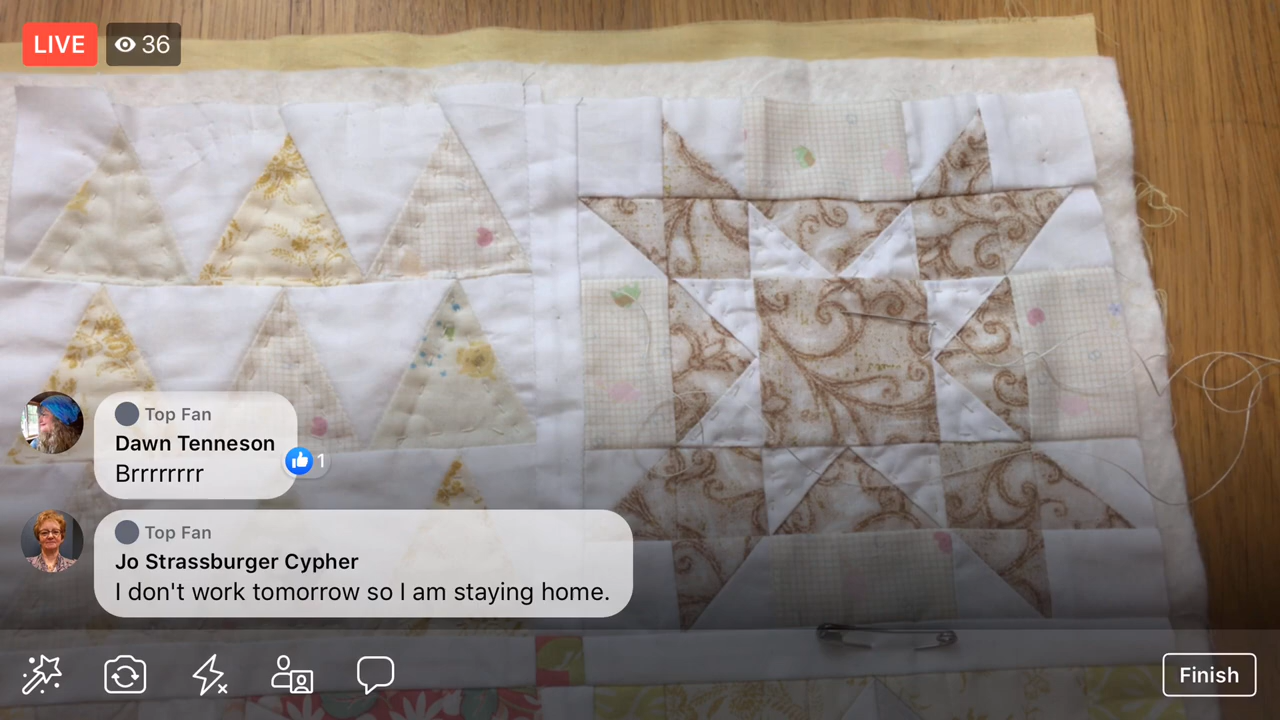 LIVE
36
Top Fan
Dawn Tenneson
Brrrrrrrr
1
Top Fan
Jo Strassburger Cypher
I don't work tomorrow so I am staying home.
Finish